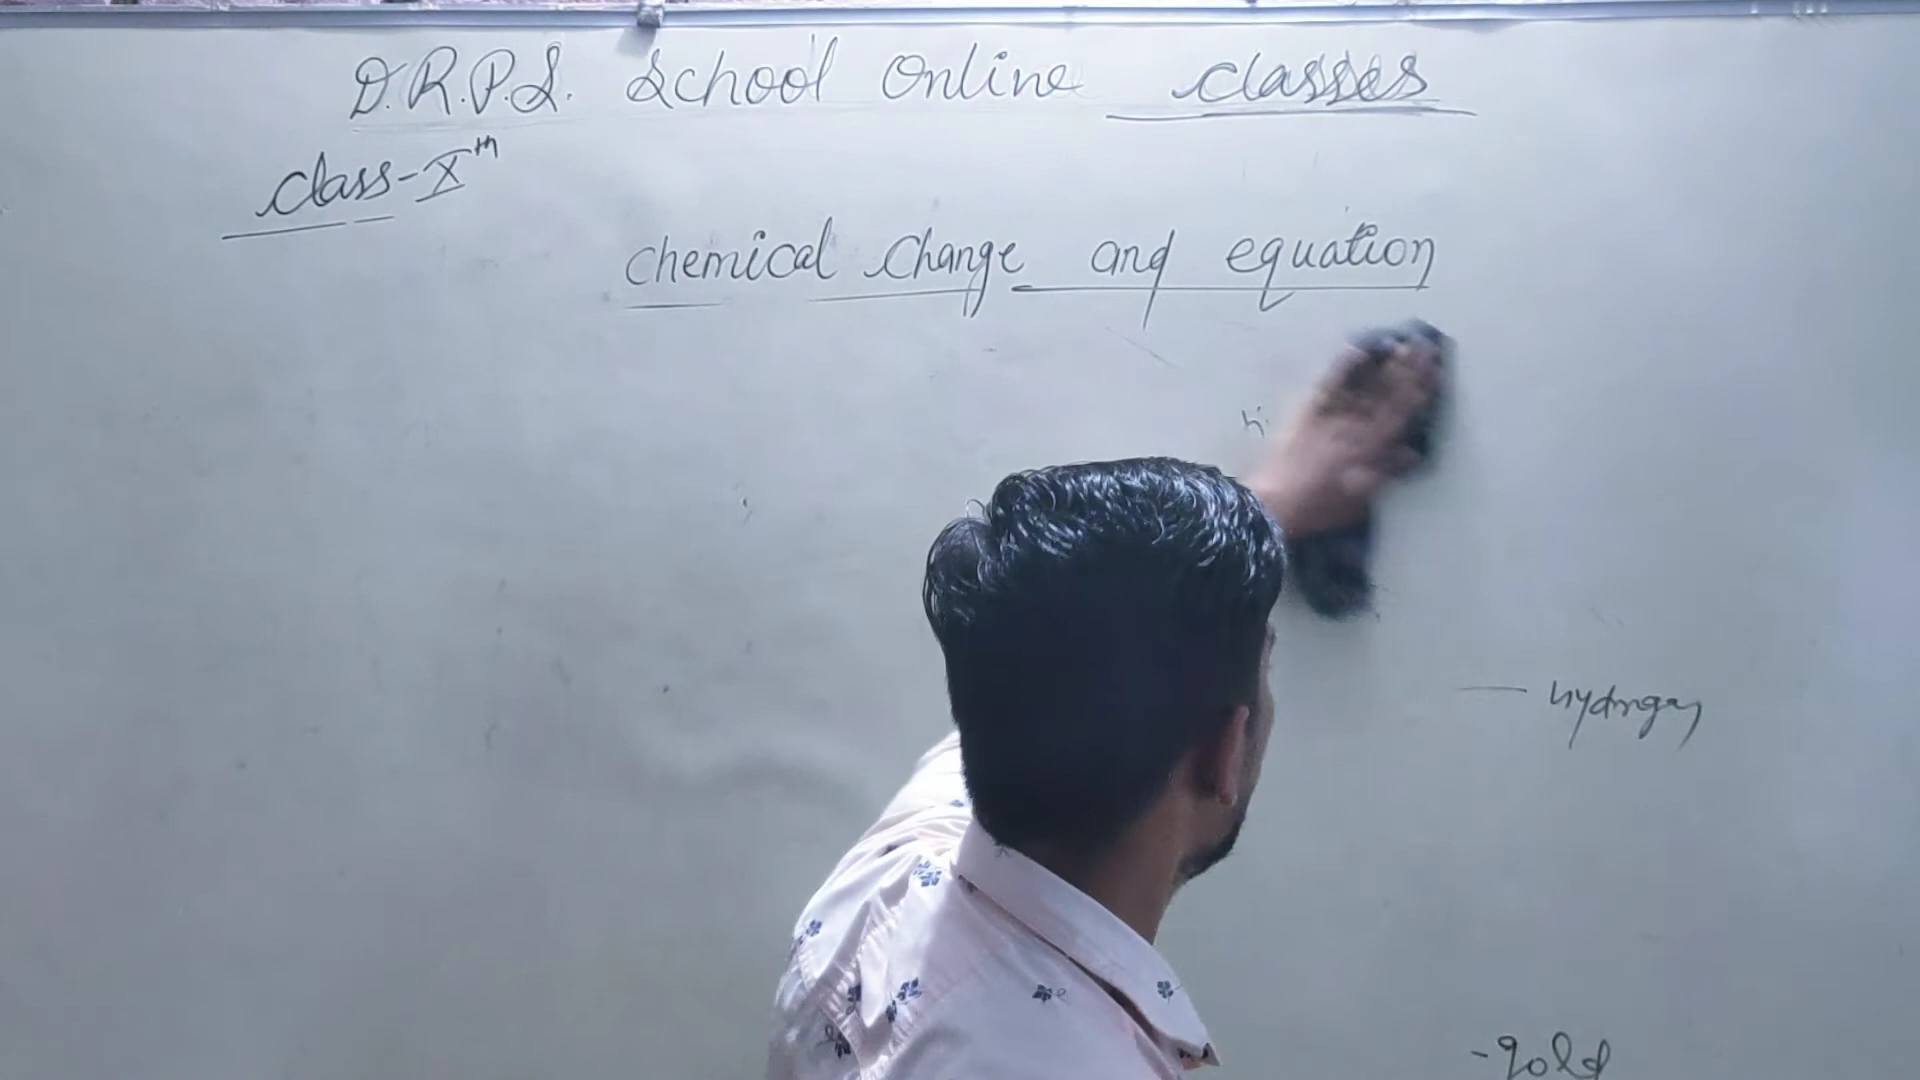 D.R.P.S. School Online classes
class-Xth
chemical change and equation
- hydrogen
- gold